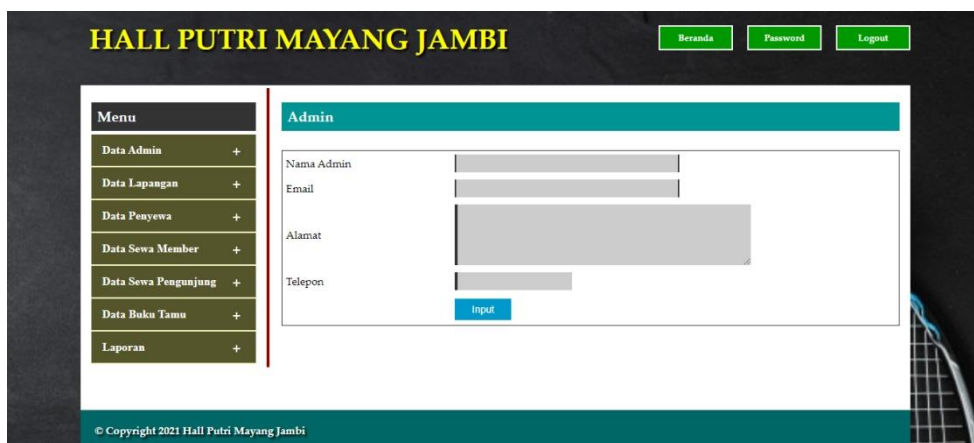 HALL PUTRI MAYANG JAMBI
Beranda
Password
Logout
Menu
Data Admin +
Data Lapangan +
Data Penyewa +
Data Sewa Member +
Data Sewa Pengunjung +
Data Buku Tamu +
Laporan +
Admin
Nama Admin
Email
Alamat
Telepon
Input
© Copyright 2021 Hall Putri Mayang Jambi